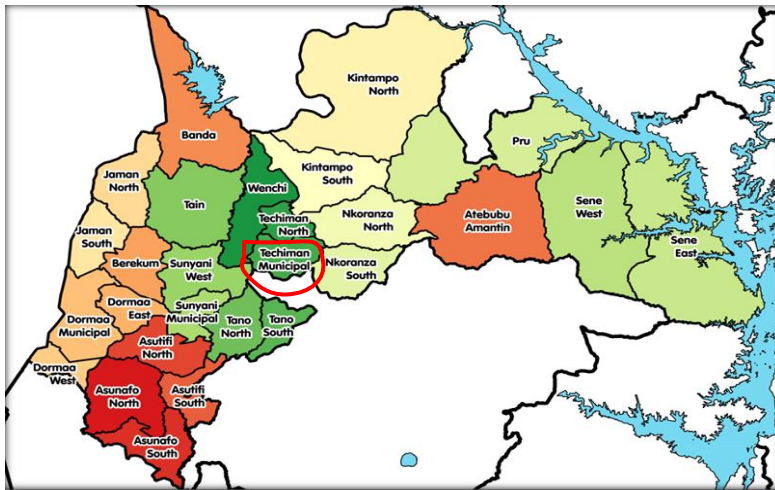 Kintampo
North
Banda
Pru
Jaman
North
Kintampo
South
Wenchi
Tain
Techiman
North
Nkoranza
North
Atebubu
Amantin
Sene
West
Jaman
South
Berekum
Sunyani
West
Techiman
Municipal
Nkoranza
South
Sene
East
Dormaa
East
Dormaa
Municipal
Sunyani
Municipal
Tano
North
Tano
South
Asutifi
North
Dormaa
West
Asunafo
North
Asutifi
South
Asunafo
South